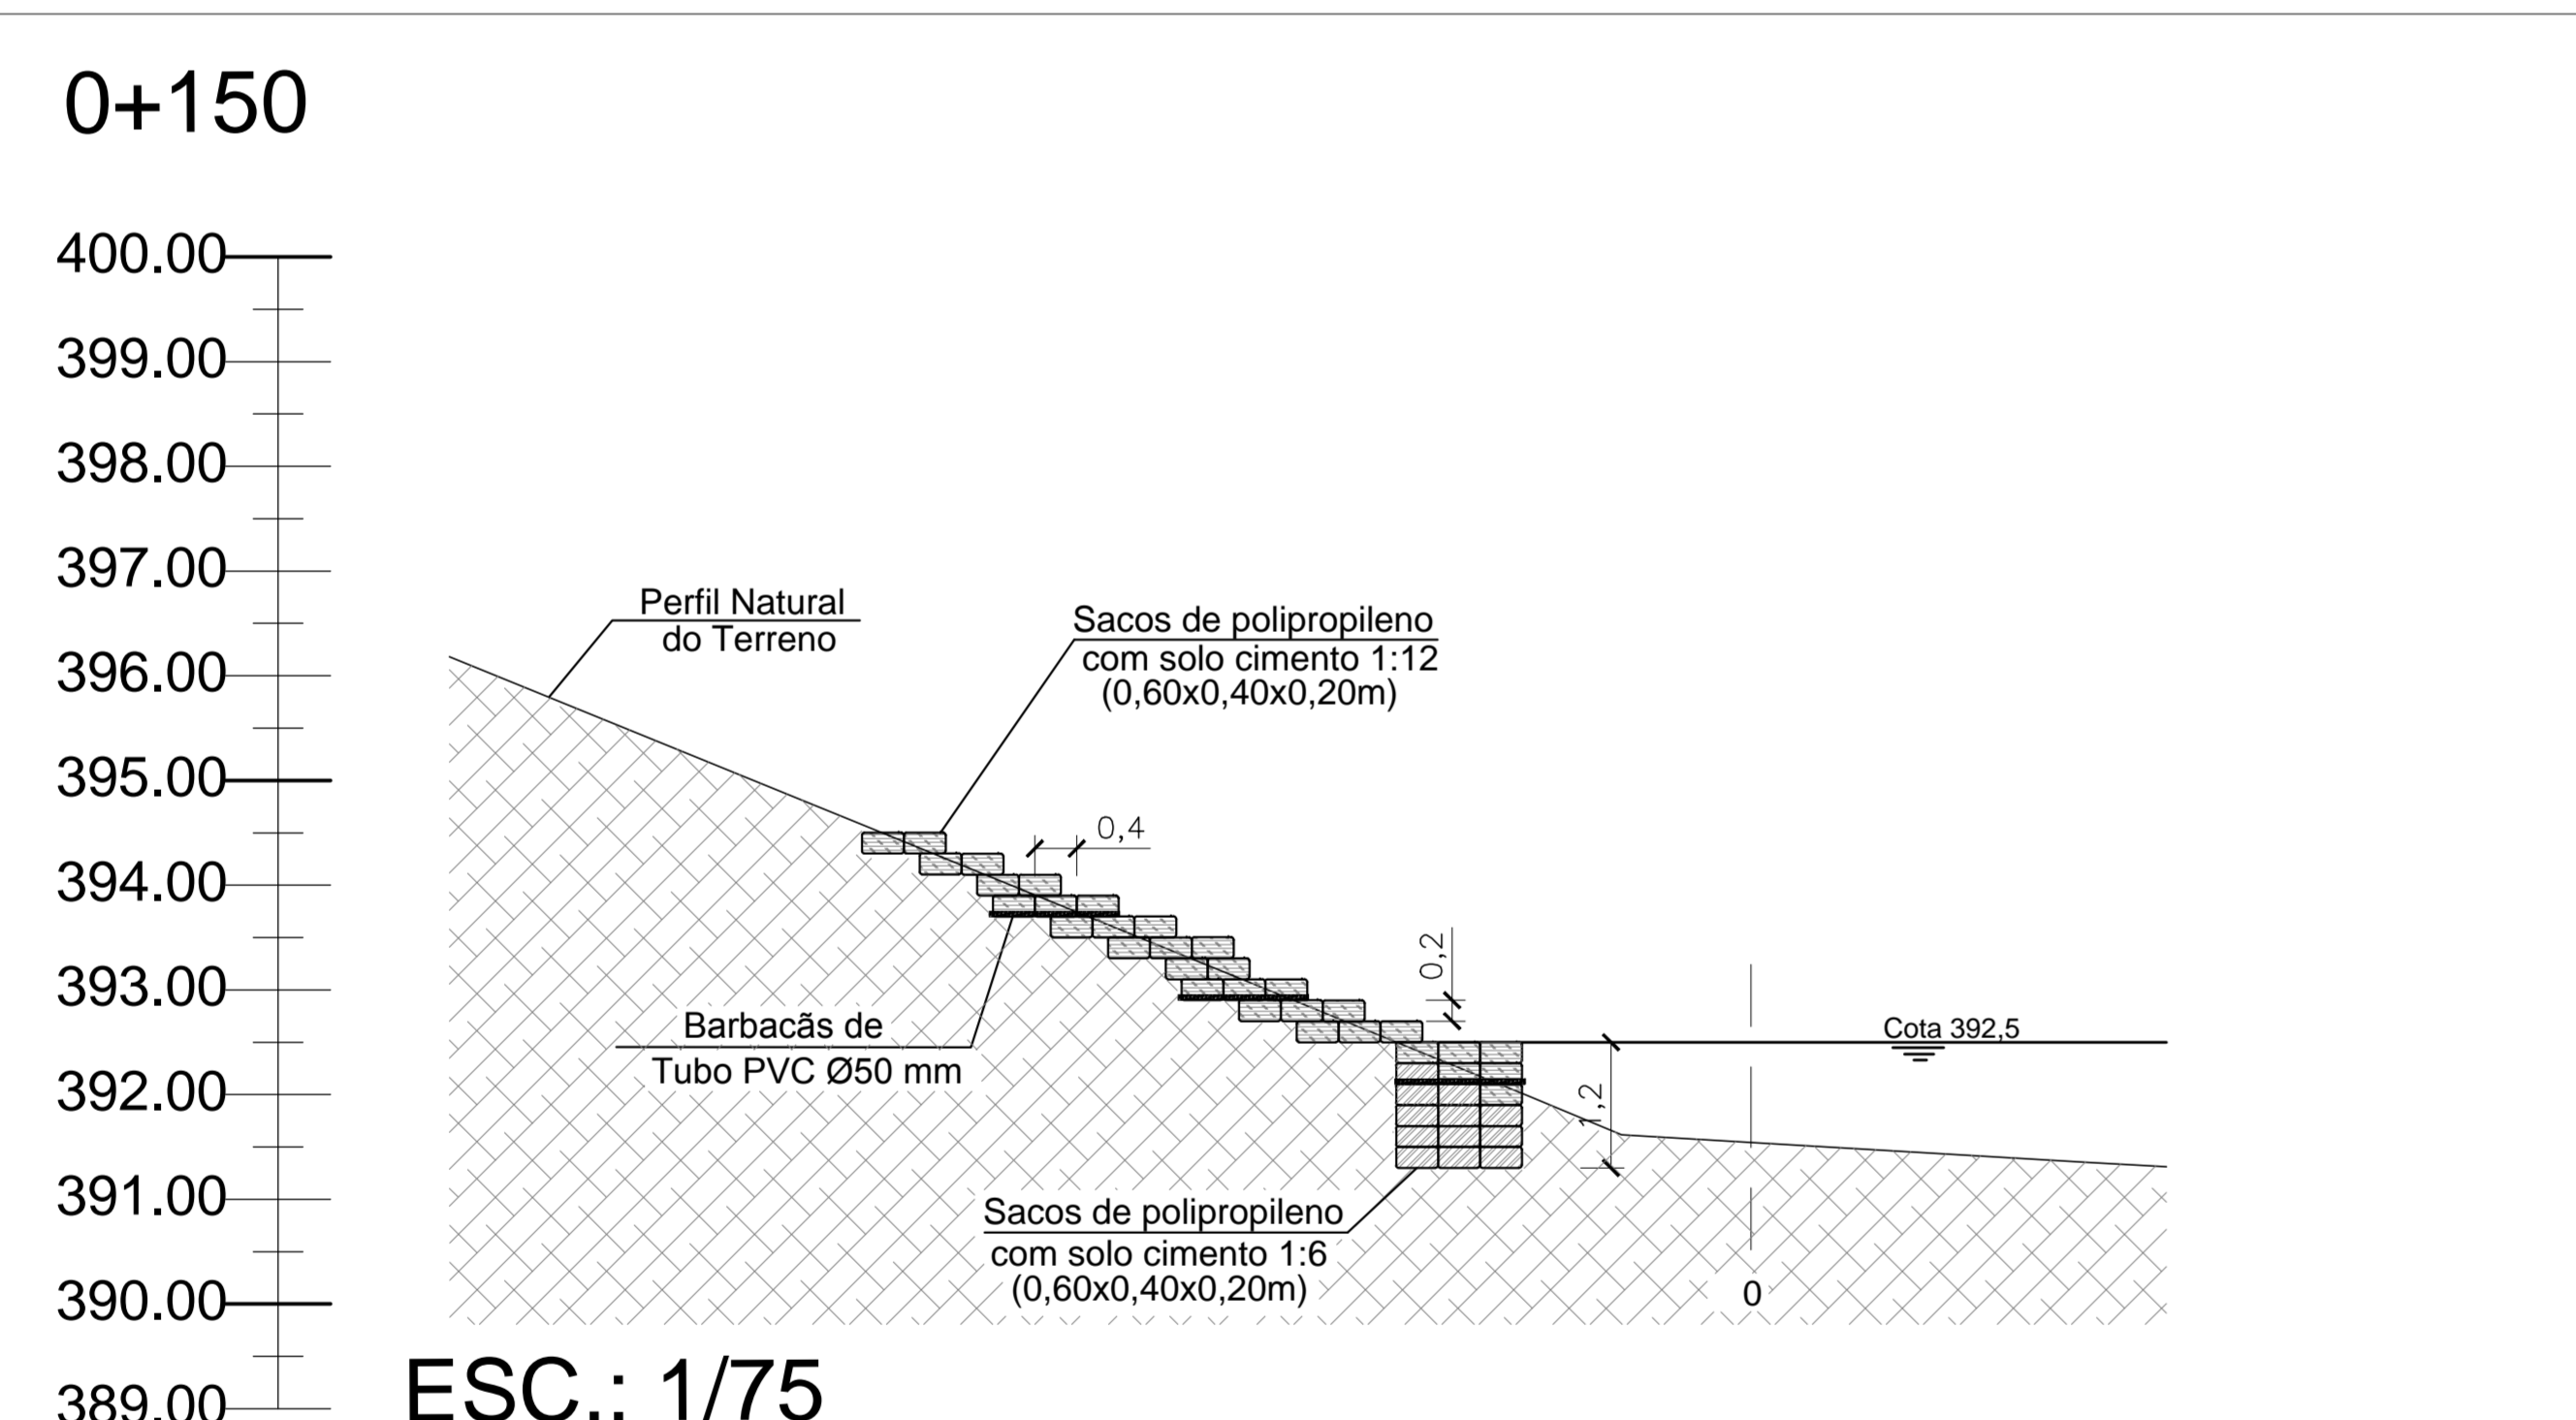 0+150
400.00
399.00
398.00
397.00
396.00
395.00
394.00
393.00
392.00
391.00
390.00
389.00
Perfil Natural
do Terreno
Sacos de polipropileno
com solo cimento 1:12
(0,60x0,40x0,20m)
0,4
0,2
Barbacãs de
Tubo PVC Ø50 mm
Cota 392,5
1,2
Sacos de polipropileno
com solo cimento 1:6
(0,60x0,40x0,20m)
0
ESC.: 1/75